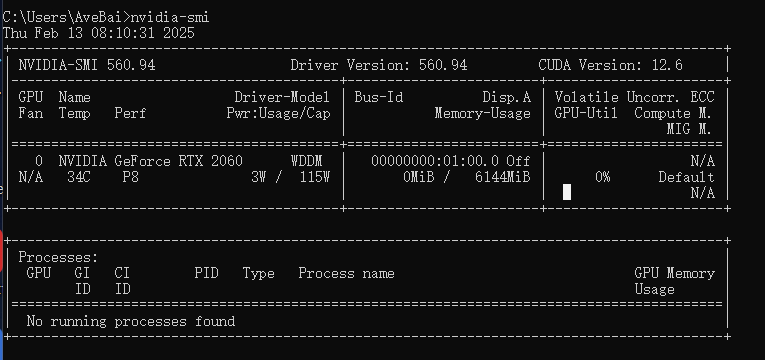 C:\Users\AveBai>nvidia-smi
Thu Feb 13 08:10:31 2025
NVIDIA-SMI 560.94 Driver Version: 560.94 CUDA Version: 12.6
GPU Name Driver-Model Bus-Id Disp.A Volatile Uncorr. ECC
Fan Temp Perf Pwr:Usage/Cap Memory-Usage GPU-Util Compute M.
MIG M.
0 NVIDIA GeForce RTX 2060 WDDM 00000000:01:00.0 Off N/A
N/A 34C P8 3W / 115W 0MiB / 6144MiB 0% Default
N/A
Processes:
GPU GI CI PID Type Process name GPU Memory
ID ID Usage
No running processes found